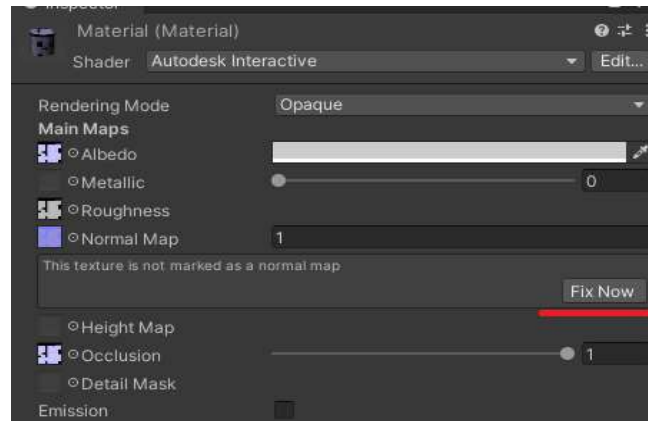 Material (Material)
Shader Autodesk Interactive Edit...
Rendering Mode Opaque
Main Maps
Albedo
Metallic 0
Roughness
Normal Map 1
This texture is not marked as a normal map
Fix Now
Height Map
Occlusion 1
Detail Mask
Emission